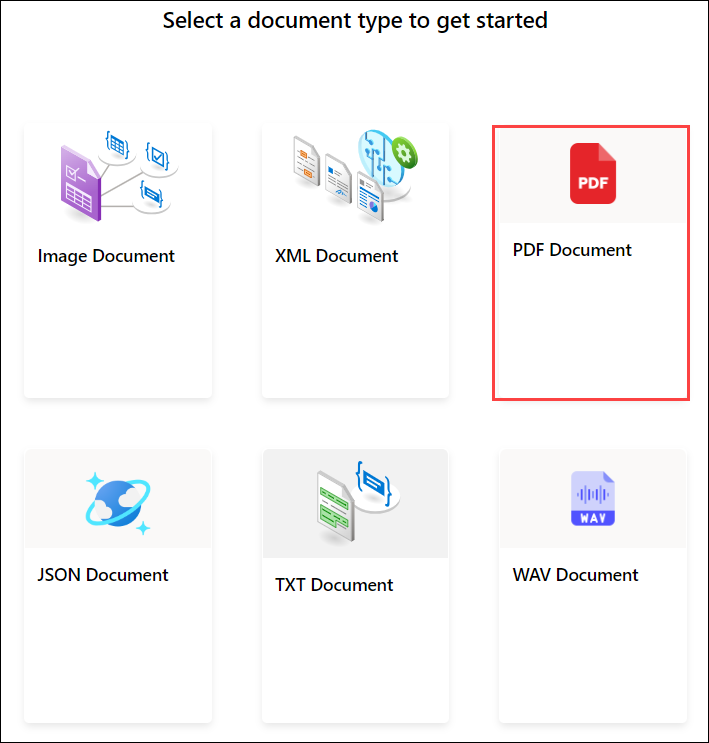 Select a document type to get started
PDF
Image Document
XML Document
PDF Document
WAV
JSON Document
TXT Document
WAV Document